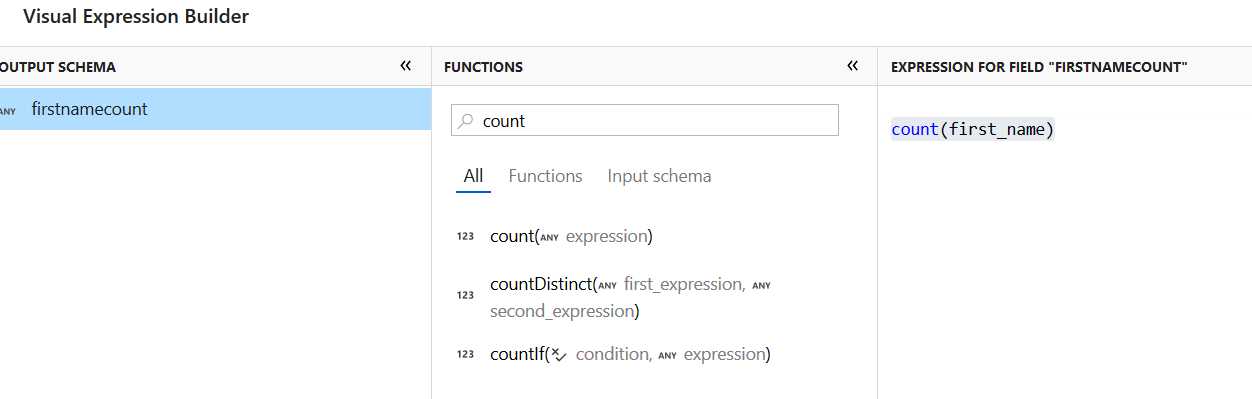 Visual Expression Builder
OUTPUT SCHEMA «
FUNCTIONS «
EXPRESSION FOR FIELD "FIRSTNAMECOUNT"
ANY firstnamecount
count
count(first_name)
All Functions Input schema
123 count(ANY expression)
123 countDistinct(ANY first_expression, ANY
second_expression)
123 countIf( condition, ANY expression)